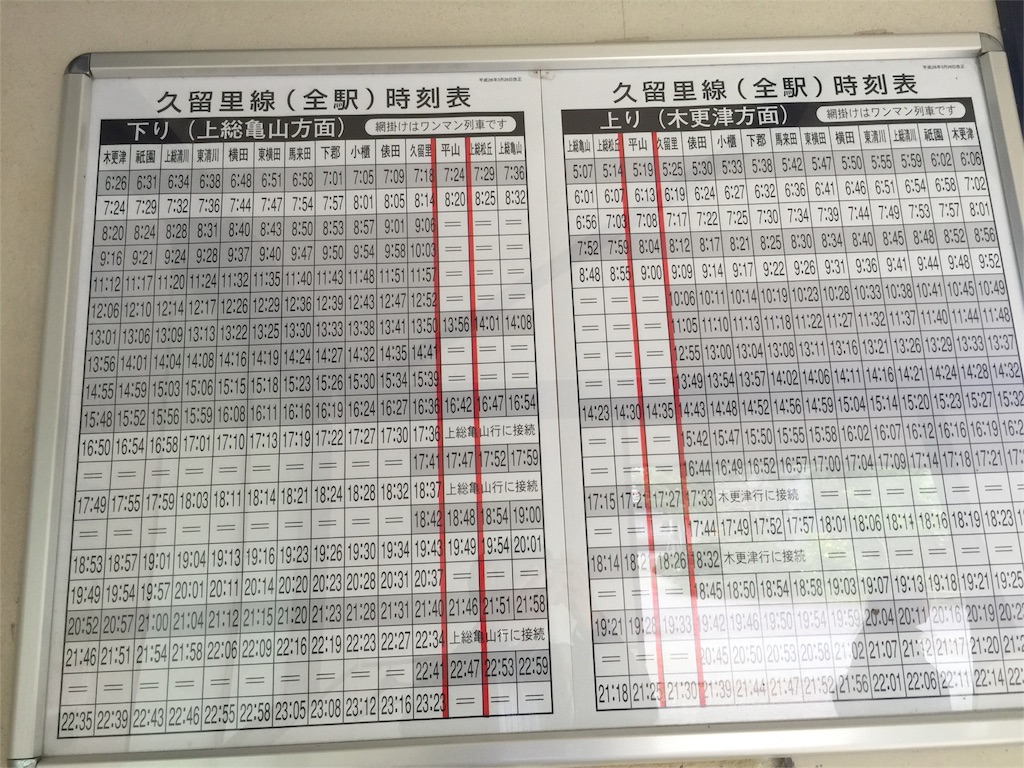 久留里線（全駅）時刻表
下り（上総亀山方面） 網掛けはワンマン列車です
木更津 祇園 上総清川 東清川 横田 東横田 馬来田 下郡 小櫃 俵田 久留里 平山 上総松丘 上総亀山
6:26 6:31 6:34 6:38 6:48 6:51 6:58 7:01 7:05 7:09 7:18 7:24 7:29 7:36
7:24 7:29 7:32 7:36 7:44 7:47 7:54 7:57 8:01 8:05 8:14 8:20 8:25 8:32
8:20 8:24 8:28 8:31 8:40 8:43 8:50 8:53 8:57 9:01 9:06 ＝ ＝ ＝
9:16 9:21 9:24 9:28 9:37 9:40 9:47 9:50 9:54 9:58 10:03 ＝ ＝ ＝
11:12 11:17 11:21 11:24 11:32 11:35 11:40 11:43 11:48 11:51 11:57 ＝ ＝ ＝
12:06 12:10 12:14 12:17 12:26 12:29 12:36 12:39 12:43 12:47 12:52 ＝ ＝ ＝
13:01 13:06 13:09 13:13 13:22 13:25 13:30 13:33 13:38 13:41 13:50 13:56 14:01 14:08
13:56 14:01 14:04 14:08 14:16 14:19 14:24 14:27 14:32 14:35 14:41 ＝ ＝ ＝
14:55 14:59 15:03 15:06 15:15 15:18 15:23 15:26 15:30 15:34 15:39 ＝ ＝ ＝
15:48 15:52 15:56 15:59 16:08 16:11 16:16 16:19 16:24 16:27 16:36 16:42 16:47 16:54
16:50 16:54 16:58 17:01 17:10 17:13 17:19 17:22 17:27 17:30 17:36 上総亀山行に接続
＝ ＝ ＝ ＝ ＝ ＝ ＝ ＝ ＝ ＝ 17:41 17:47 17:52 17:59
17:49 17:55 17:59 18:03 18:11 18:14 18:21 18:24 18:28 18:32 18:37 上総亀山行に接続
＝ ＝ ＝ ＝ ＝ ＝ ＝ ＝ ＝ ＝ 18:42 18:48 18:54 19:00
18:53 18:57 19:01 19:04 19:13 19:16 19:23 19:26 19:30 19:34 19:43 19:49 19:54 20:01
19:49 19:54 19:57 20:01 20:11 20:14 20:20 20:23 20:28 20:31 20:37 ＝ ＝ ＝
20:52 20:57 21:00 21:04 21:12 21:15 21:20 21:23 21:28 21:31 21:40 21:46 21:51 21:58
21:46 21:51 21:54 21:58 22:06 22:09 22:16 22:19 22:23 22:27 22:34 上総亀山行に接続
＝ ＝ ＝ ＝ ＝ ＝ ＝ ＝ ＝ ＝ 22:41 22:47 22:53 22:59
22:35 22:39 22:43 22:46 22:55 22:58 23:05 23:08 23:12 23:16 23:23 ＝ ＝ ＝
久留里線（全駅）時刻表
上り（木更津方面） 網掛けはワンマン列車です
上総亀山 上総松丘 平山 久留里 俵田 小櫃 下郡 馬来田 東横田 横田 東清川 上総清川 祇園 木更津
5:07 5:14 5:19 5:25 5:30 5:33 5:38 5:42 5:47 5:50 5:55 5:59 6:02 6:06
6:01 6:07 6:13 6:19 6:24 6:27 6:32 6:36 6:41 6:46 6:51 6:54 6:58 7:02
6:56 7:03 7:08 7:17 7:22 7:25 7:30 7:34 7:39 7:44 7:49 7:53 7:57 8:01
7:52 7:59 8:04 8:12 8:17 8:21 8:25 8:30 8:34 8:40 8:45 8:48 8:52 8:56
8:48 8:55 9:00 9:09 9:14 9:17 9:22 9:26 9:31 9:36 9:41 9:44 9:48 9:52
＝ ＝ ＝ 10:06 10:11 10:14 10:19 10:23 10:28 10:33 10:38 10:41 10:45 10:49
＝ ＝ ＝ 11:05 11:10 11:13 11:18 11:22 11:27 11:32 11:37 11:40 11:44 11:48
＝ ＝ ＝ 12:55 13:00 13:04 13:08 13:11 13:16 13:21 13:26 13:29 13:33 13:37
＝ ＝ ＝ 13:49 13:54 13:57 14:02 14:06 14:11 14:16 14:21 14:24 14:28 14:32
14:23 14:30 14:35 14:43 14:48 14:52 14:56 14:59 15:04 15:09 15:14 15:20 15:23 15:27 15:32
＝ ＝ ＝ 15:42 15:47 15:50 15:55 15:58 16:02 16:07 16:12 16:16 16:19
＝ ＝ ＝ 16:44 16:49 16:52 16:57 17:00 17:04 17:09 17:14 17:18 17:21
17:15 17:21 17:27 17:33 木更津行に接続 ＝ ＝ ＝ ＝ ＝
＝ ＝ ＝ 17:44 17:49 17:52 17:57 18:01 18:06 18:11 18:16 18:19 18:23
18:14 18:21 18:26 18:32 木更津行に接続 ＝ ＝ ＝ ＝ ＝
＝ ＝ ＝ 18:45 18:50 18:54 18:58 19:03 19:07 19:13 19:18 19:21 19:25
19:21 19:28 19:33 19:42 19:46 19:50 19:54 19:58 20:04 20:11 20:16 20:19
＝ ＝ ＝ 20:45 20:50 20:53 20:58 21:02 21:07 21:12 21:17 21:20
21:18 21:25 21:30 21:39 21:44 21:47 21:52 21:56 22:01 22:06 22:11 22:14